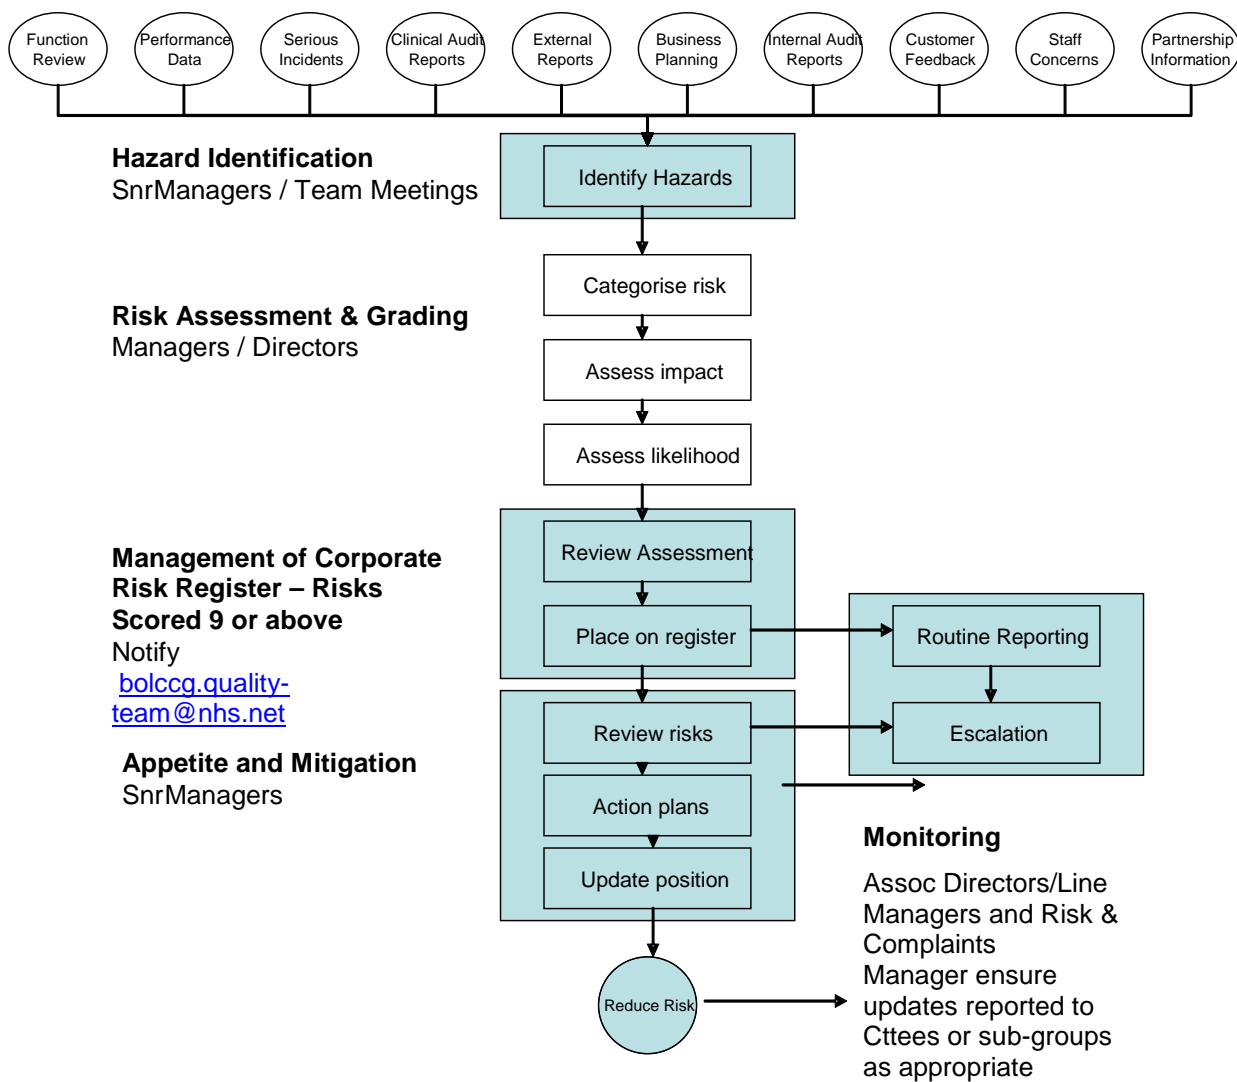 Function
Review
Performance
Data
Serious
Incidents
Clinical Audit
Reports
External
Reports
Business
Planning
Internal Audit
Reports
Customer
Feedback
Staff
Concerns
Partnership
Information
Hazard Identification
SnrManagers / Team Meetings
Identify Hazards
Categorise risk
Risk Assessment & Grading
Managers / Directors
Assess impact
Assess likelihood
Management of Corporate
Risk Register – Risks
Scored 9 or above
Notify
bolccg.quality-
team@nhs.net
Review Assessment
Place on register
Routine Reporting
Appetite and Mitigation
SnrManagers
Review risks
Escalation
Action plans
Update position
Reduce Risk
Monitoring
Assoc Directors/Line
Managers and Risk &
Complaints
Manager ensure
updates reported to
Cttees or sub-groups
as appropriate